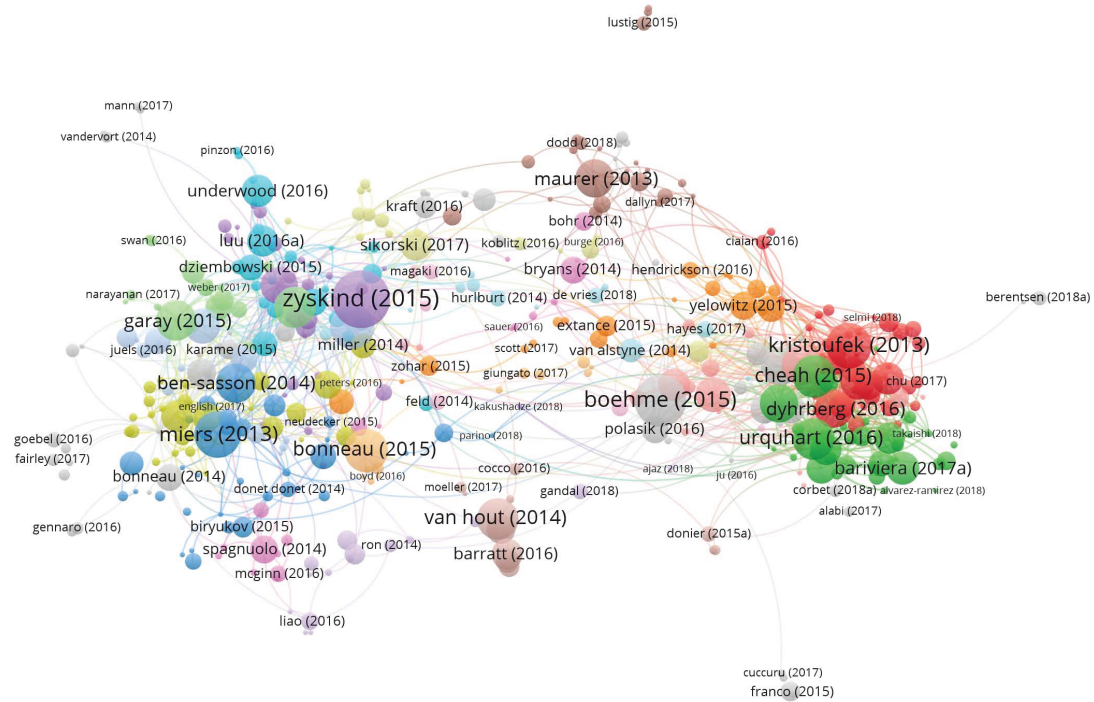 lustig (2015)
mann (2017)
vandervort (2014)
dodd (2018)
pinzon (2016)
maurer (2013)
underwood (2016)
dallyn (2017)
kraft (2016)
bohr (2014)
swan (2016)
luu (2016a)
sikorski (2017)
koblitz (2016)
burge (2016)
ciaian (2016)
dziembowski (2015)
magaki (2016)
bryans (2014)
hendrickson (2016)
weber (2017)
narayanan (2017)
zyskind (2015)
hurlburt (2014)
de vries (2018)
yelowitz (2015)
berentsen (2018a)
garay (2015)
sauer (2016)
extance (2015)
hayes (2017)
selmi (2018)
juels (2016)
karame (2015)
miller (2014)
scott (2017)
van alstyne (2014)
kristoufek (2013)
zohar (2015)
giungato (2017)
cheah (2015)
chu (2017)
ben-sasson (2014)
peters (2016)
english (2017)
feld (2014)
kakushadze (2018)
boehme (2015)
dyhrberg (2016)
neudecker (2015)
miers (2013)
parino (2018)
polasik (2016)
urquhart (2016)
takaishi (2018)
goebel (2016)
fairley (2017)
bonneau (2015)
bonneau (2014)
boyd (2016)
cocco (2016)
ajaz (2018)
ju (2016)
bariviera (2017a)
donet donet (2014)
moeller (2017)
gandal (2018)
corbet (2018a)
alvarez-ramirez (2018)
alabi (2017)
gennaro (2016)
biryukov (2015)
van hout (2014)
donier (2015a)
spagnuolo (2014)
ron (2014)
barratt (2016)
mcginn (2016)
liao (2016)
cuccuru (2017)
franco (2015)